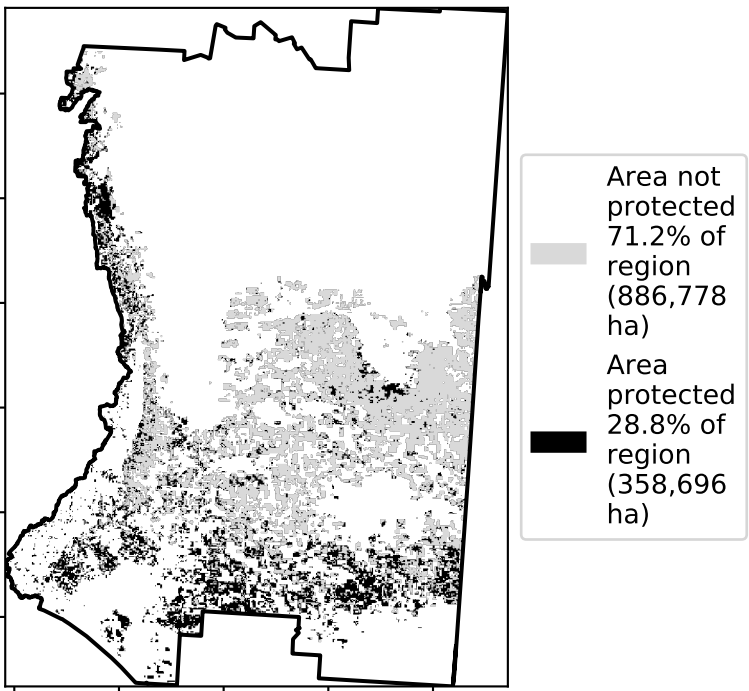 Area not
protected
71.2% of
region
(886,778
ha)
Area
protected
28.8% of
region
(358,696
ha)